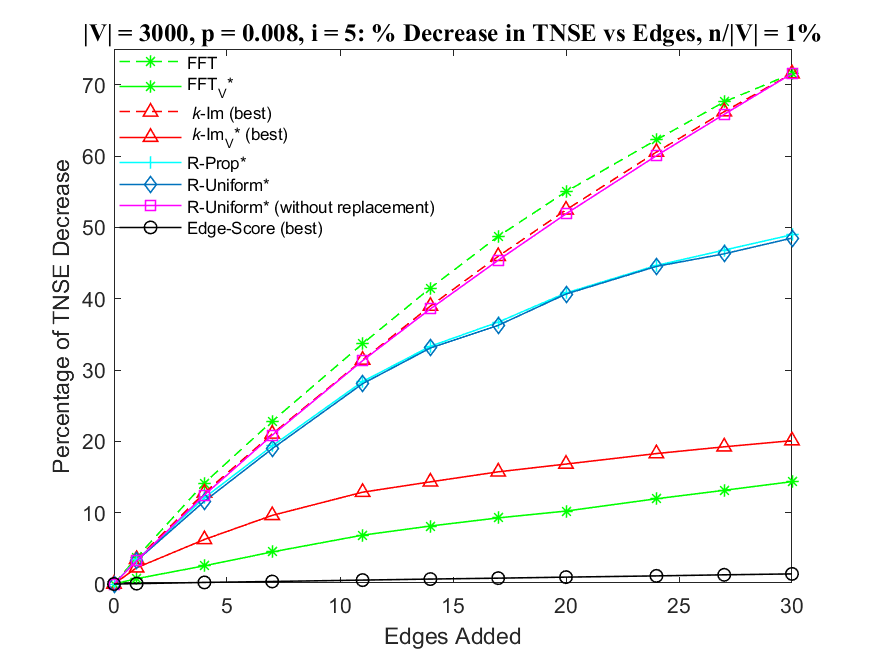 |V| = 3000, p = 0.008, i = 5: % Decrease in TNSE vs Edges, n/|V| = 1%
FFT
FFT_V*
k-Im (best)
k-Im_V* (best)
R-Prop*
R-Uniform*
R-Uniform* (without replacement)
Edge-Score (best)
Percentage of TNSE Decrease
70
60
50
40
30
20
10
0
0 5 10 15 20 25 30
Edges Added